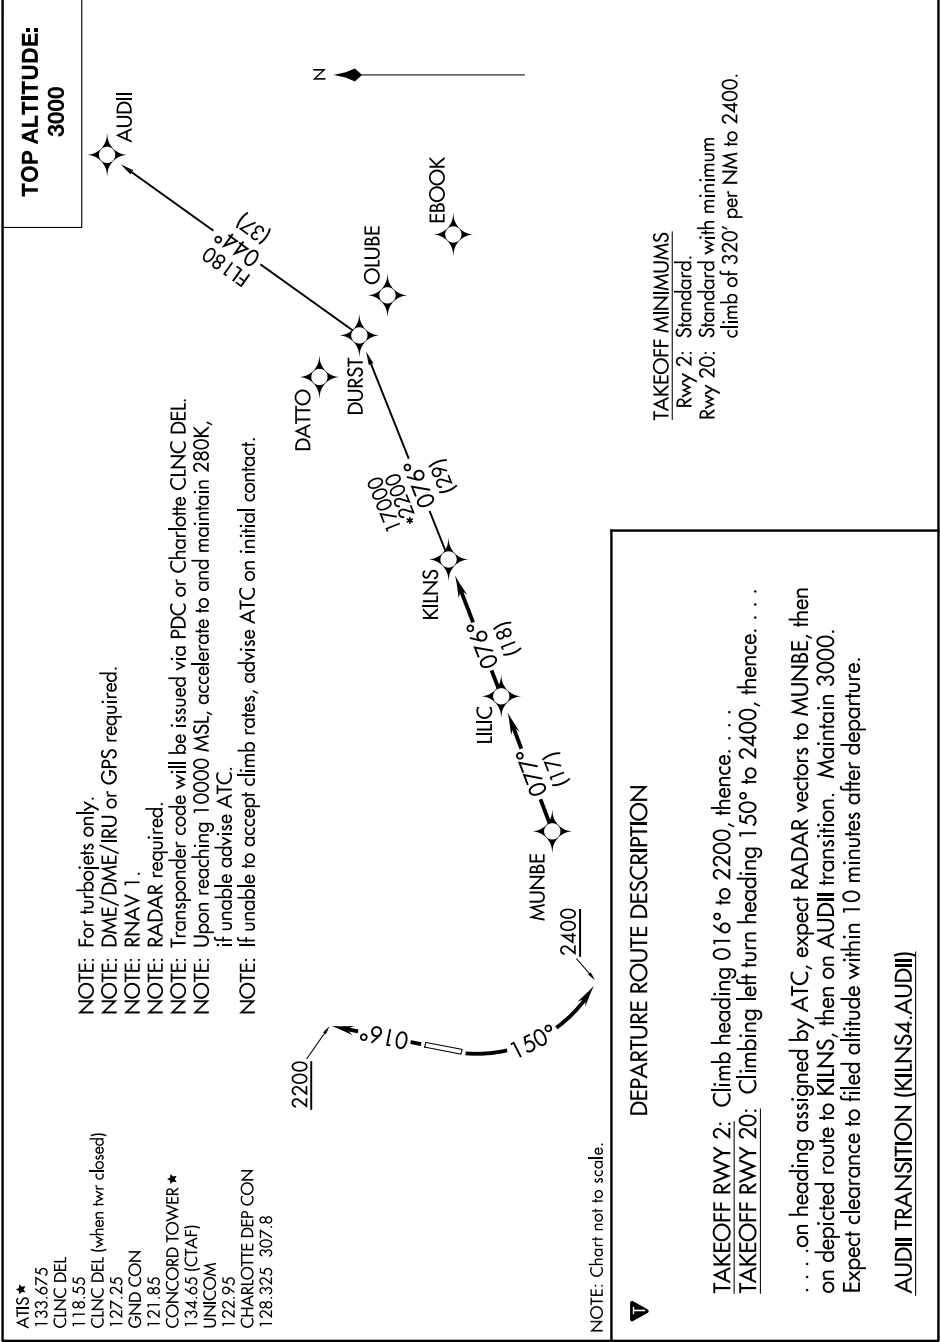 TOP ALTITUDE:
3000
ATIS★
133.675
CLNC DEL
118.55
CLNC DEL (when twr closed)
127.25
GND CON
121.85
CONCORD TOWER★
134.65 (CTAF)
UNICOM
122.95
CHARLOTTE DEP CON
128.325 307.8
NOTE: For turbojets only.
NOTE: DME/DME/IRU or GPS required.
NOTE: RNAV 1.
NOTE: RADAR required.
NOTE: Transponder code will be issued via PDC or Charlotte CLNC DEL.
NOTE: Upon reaching 10000 MSL, accelerate to and maintain 280K,
if unable advise ATC.
NOTE: If unable to accept climb rates, advise ATC on initial contact.
AUDII
FL180
044°
(37)
N
DATTO
DURST
OLUBE
EBOOK
17000
*2200
076°
(29)
KILNS
076°
(18)
LILIC
077°
(17)
MUNBE
2200
016°
150°
2400
TAKEOFF MINIMUMS
Rwy 2: Standard.
Rwy 20: Standard with minimum
climb of 320' per NM to 2400.
NOTE: Chart not to scale.
T
DEPARTURE ROUTE DESCRIPTION
TAKEOFF RWY 2: Climb heading 016° to 2200, thence. . . .
TAKEOFF RWY 20: Climbing left turn heading 150° to 2400, thence. . . .
. . . .on heading assigned by ATC, expect RADAR vectors to MUNBE, then
on depicted route to KILNS, then on AUDII transition. Maintain 3000.
Expect clearance to filed altitude within 10 minutes after departure.
AUDII TRANSITION (KILNS4.AUDII)